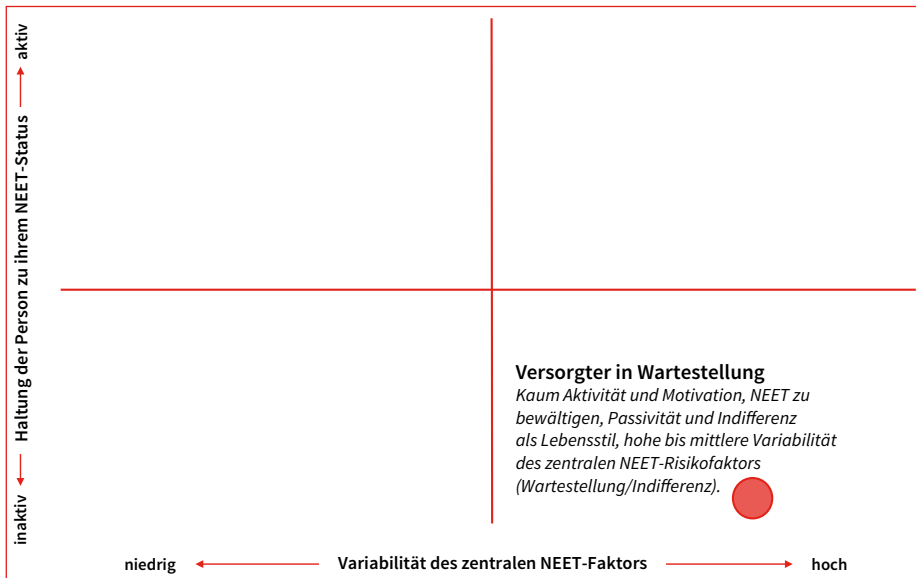 aktiv
Haltung der Person zu ihrem NEET-Status
inaktiv
Versorgter in Wartestellung
Kaum Aktivität und Motivation, NEET zu
bewältigen, Passivität und Indifferenz
als Lebensstil, hohe bis mittlere Variabilität
des zentralen NEET-Risikofaktors
(Wartestellung/Indifferenz).
niedrig
Variabilität des zentralen NEET-Faktors
hoch